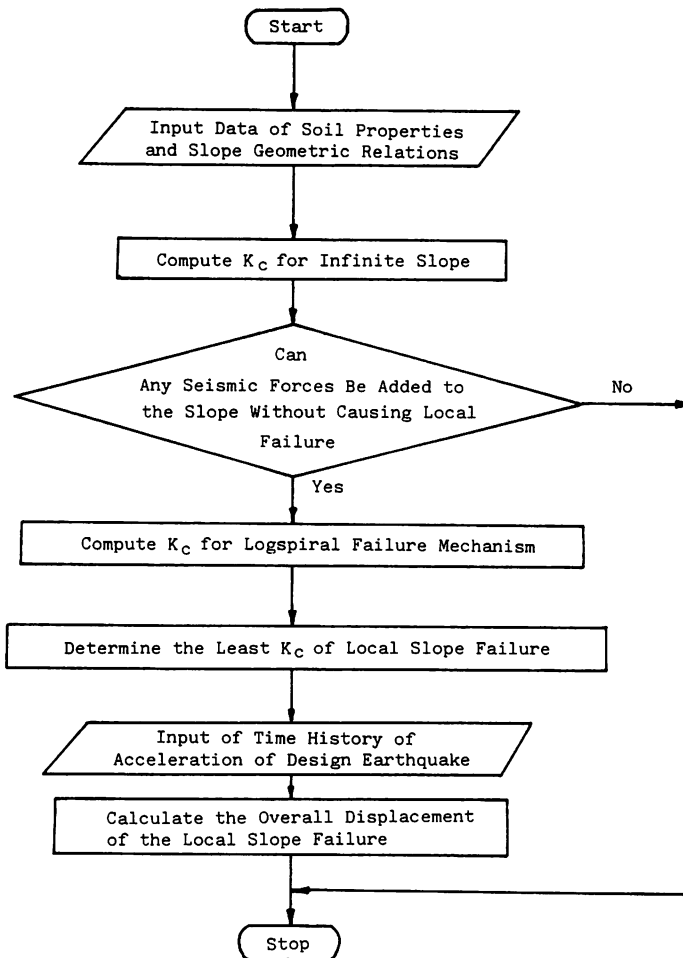 Start
Input Data of Soil Properties
and Slope Geometric Relations
Compute Kc for Infinite Slope
Can
Any Seismic Forces Be Added to
the Slope Without Causing Local
Failure
No
Yes
Compute Kc for Logspiral Failure Mechanism
Determine the Least Kc of Local Slope Failure
Input of Time History of
Acceleration of Design Earthquake
Calculate the Overall Displacement
of the Local Slope Failure
Stop